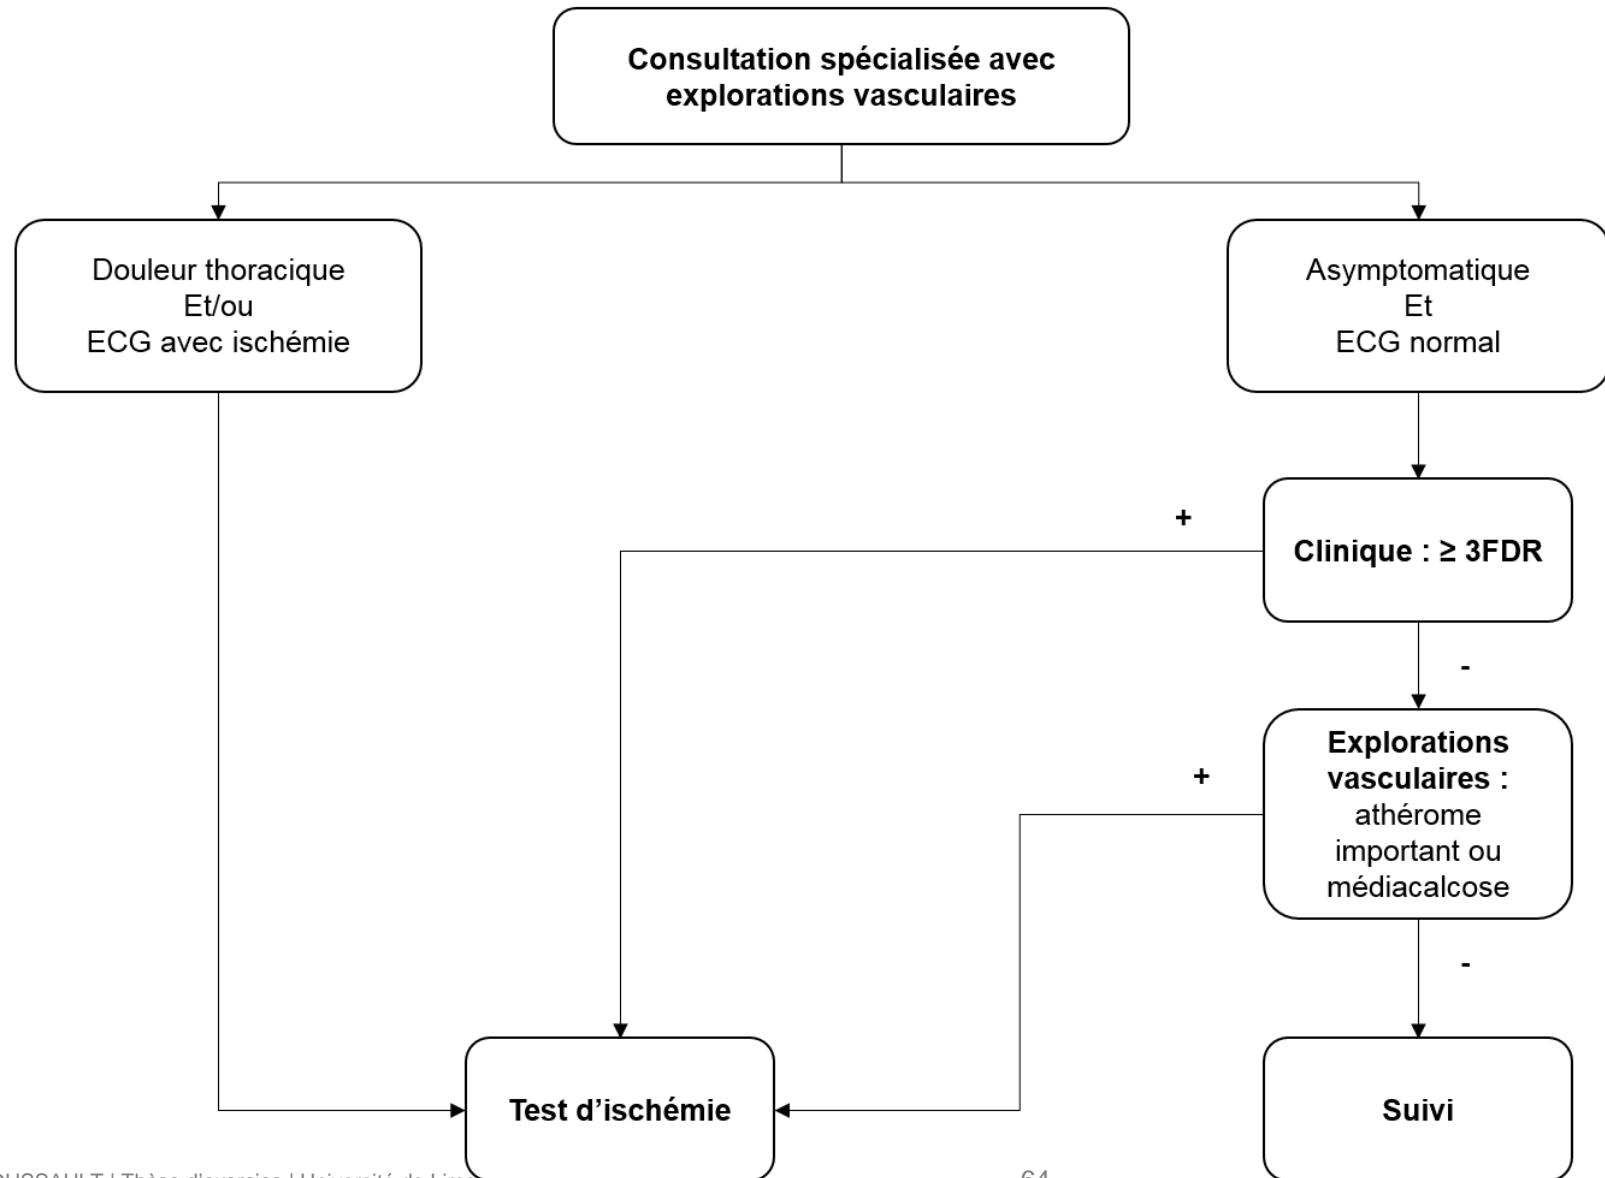 Consultation spécialisée avec
explorations vasculaires
Douleur thoracique
Et/ou
ECG avec ischémie
Asymptomatique
Et
ECG normal
+
Clinique : ≥ 3FDR
-
+
Explorations
vasculaires :
athérome
important ou
médiacalcose
-
Test d’ischémie
Suivi